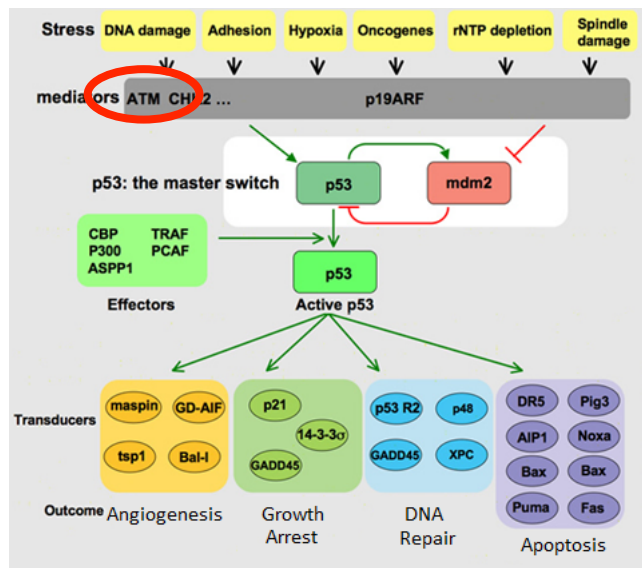 Stress DNA damage Adhesion Hypoxia Oncogenes rNTP depletion Spindle damage
mediators ATM CHK2 ... p19ARF
p53: the master switch p53 mdm2
CBP TRAF
P300 PCAF
ASPP1
Effectors
p53
Active p53
Transducers
maspin GD-AIF
tsp1 Bal-I
p21
14-3-3σ
GADD45
p53 R2 p48
GADD45 XPC
DR5 Pig3
AIP1 Noxa
Bax Bax
Puma Fas
Outcome Angiogenesis Growth Arrest DNA Repair Apoptosis